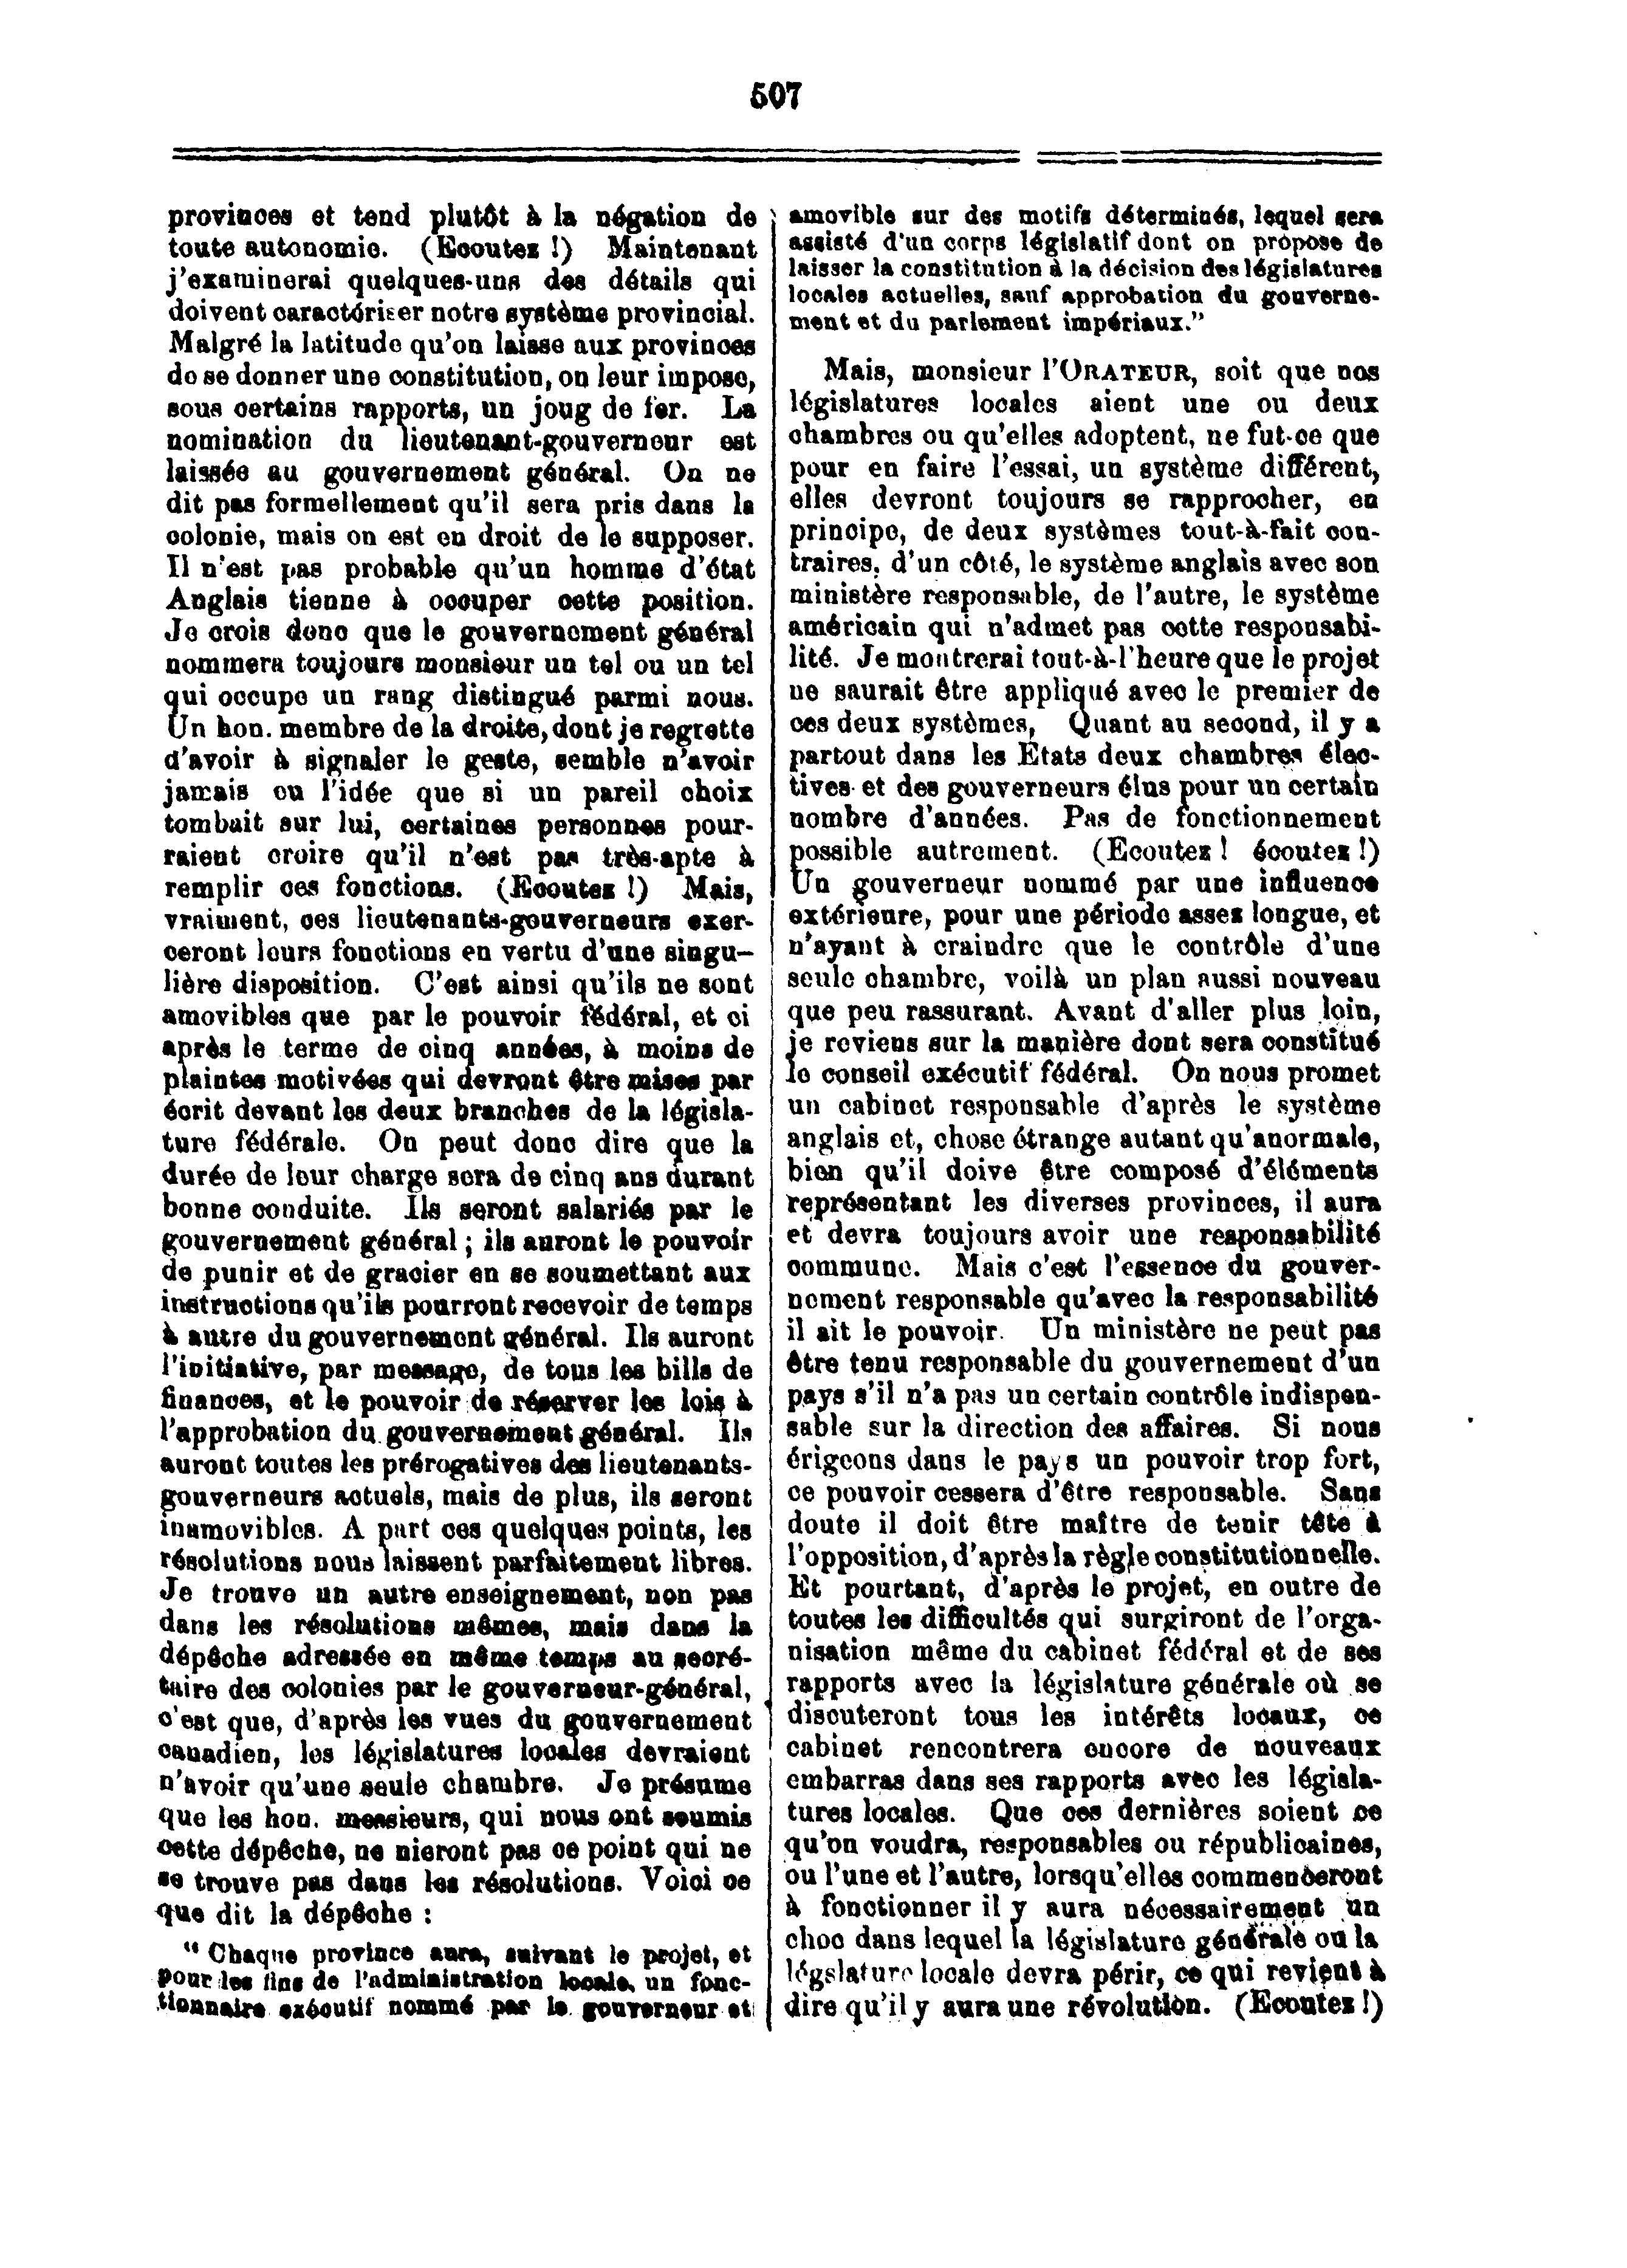 507
provinces et tend plutôt à la négation de
toute autonomie. (Ecoutez !) Maintenant
j'examinerai quelques-uns des détails qui
doivent caractériser notre système provincial.
Malgré la latitude qu'on laisse aux provinces
de se donner une constitution, on leur impose,
sous certains rapports, un joug de fer. La
nomination du lieutenant-gouverneur est
laissée au gouvernement général. On ne
dit pas formellement qu'il sera pris dans la
colonie, mais on est en droit de le supposer.
Il n'est pas probable qu'un homme d'état
Anglais tienne à occuper cette position.
Je crois donc que le gouvernement général
nommera toujours monsieur un tel ou un tel
qui occupe un rang distingué parmi nous.
Un hon. membre de la droite, dont je regrette
d'avoir à signaler le geste, semble n'avoir
jamais eu l'idée que si un pareil choix
tombait sur lui, certaines personnes pour-
raient croire qu'il n'est pas très-apte à
remplir ces fonctions. (Ecoutez !) Mais,
vraiment, ces lieutenants-gouverneurs exer-
ceront leurs fonctions en vertu d'une singu-
lière disposition. C'est ainsi qu'ils ne sont
amovibles que par le pouvoir fédéral, et ci
après le terme de cinq années, à moins de
plaintes motivées qui devront être mises par
écrit devant les deux branches de la législa-
ture fédérale. On peut donc dire que la
durée de leur charge sera de cinq ans durant
bonne conduite. Ils seront salariés par le
gouvernement général ; ils auront le pouvoir
de punir et de gracier en se soumettant aux
instructions qu'ils pourront recevoir de temps
à autre du gouvernement général. Ils auront
l'initiative, par message, de tous les bills de
finances, et le pouvoir de réserver les lois à
l'approbation du gouvernement général. Ils
auront toutes les prérogatives des lieutenants-
gouverneurs actuels, mais de plus, ils seront
inamovibles. A part ces quelques points, les
résolutions nous laissent parfaitement libres.
Je trouve un autre enseignement, non pas
dans les résolutions mêmes, mais dans la
dépêche adressée en même temps au secré-
taire des colonies par le gouverneur-général,
c'est que, d'après les vues du gouvernement
canadien, les législatures locales devraient
n'avoir qu'une seule chambre. Je présume
que les hon. messieurs, qui nous ont soumis
cette dépêche, ne nieront pas ce point qui ne
se trouve pas dans les résolutions. Voici ce
que dit la dépêche :
“ Chaque province aura, suivant le projet, et
pour les fins de l'administration locale, un fonc-
tionnaire exécutif nommé par le gouverneur et
amovible sur des motifs déterminés, lequel sera
assisté d'un corps législatif dont on propose de
laisser la constitution à la décision des législatures
locales actuelles, sauf approbation du gouverne-
ment et du parlement impériaux.”
Mais, monsieur l'ORATEUR, soit que nos
législatures locales aient une ou deux
chambres ou qu'elles adoptent, ne fut-ce que
pour en faire l'essai, un système différent,
elles devront toujours se rapprocher, en
principe, de deux systèmes tout-à-fait con-
traires, d'un côté, le système anglais avec son
ministère responsable, de l'autre, le système
américain qui n'admet pas cette responsabi-
lité. Je montrerai tout-à-l'heure que le projet
ne saurait être appliqué avec le premier de
ces deux systèmes, Quant au second, il y a
partout dans les Etats deux chambres élec-
tives et des gouverneurs élus pour un certain
nombre d'années. Pas de fonctionnement
possible autrement. (Ecoutez ! écoutez !)
Un gouverneur nommé par une influence
extérieure, pour une période assez longue, et
n'ayant à craindre que le contrôle d'une
seule chambre, voilà un plan aussi nouveau
que peu rassurant. Avant d'aller plus loin,
je reviens sur la manière dont sera constitué
le conseil exécutif fédéral. On nous promet
un cabinet responsable d'après le système
anglais et, chose étrange autant qu'anormale,
bien qu'il doive être composé d'éléments
représentant les diverses provinces, il aura
et devra toujours avoir une responsabilité
commune. Mais c'est l'essence du gouver-
nement responsable qu'avec la responsabilité
il ait le pouvoir. Un ministère ne peut pas
être tenu responsable du gouvernement d'un
pays s'il n'a pas un certain contrôle indispen-
sable sur la direction des affaires. Si nous
érigeons dans le pays un pouvoir trop fort,
ce pouvoir cessera d'être responsable. Sans
doute il doit être maître de tenir tête à
l'opposition, d'après la règle constitutionnelle.
Et pourtant, d'après le projet, en outre de
toutes les difficultés qui surgiront de l'orga-
nisation même du cabinet fédéral et de ses
rapports avec la législature générale où se
discuteront tous les intérêts locaux, ce
cabinet rencontrera encore de nouveaux
embarras dans ses rapports avec les législa-
tures locales. Que ces dernières soient ce
qu'on voudra, responsables ou républicaines,
ou l'une et l'autre, lorsqu'elles commenceront
à fonctionner il y aura nécessairement un
choc dans lequel la législature générale ou la
légslature locale devra périr, ce qui revient à
dire qu'il y aura une révolution. (Ecoutez !)